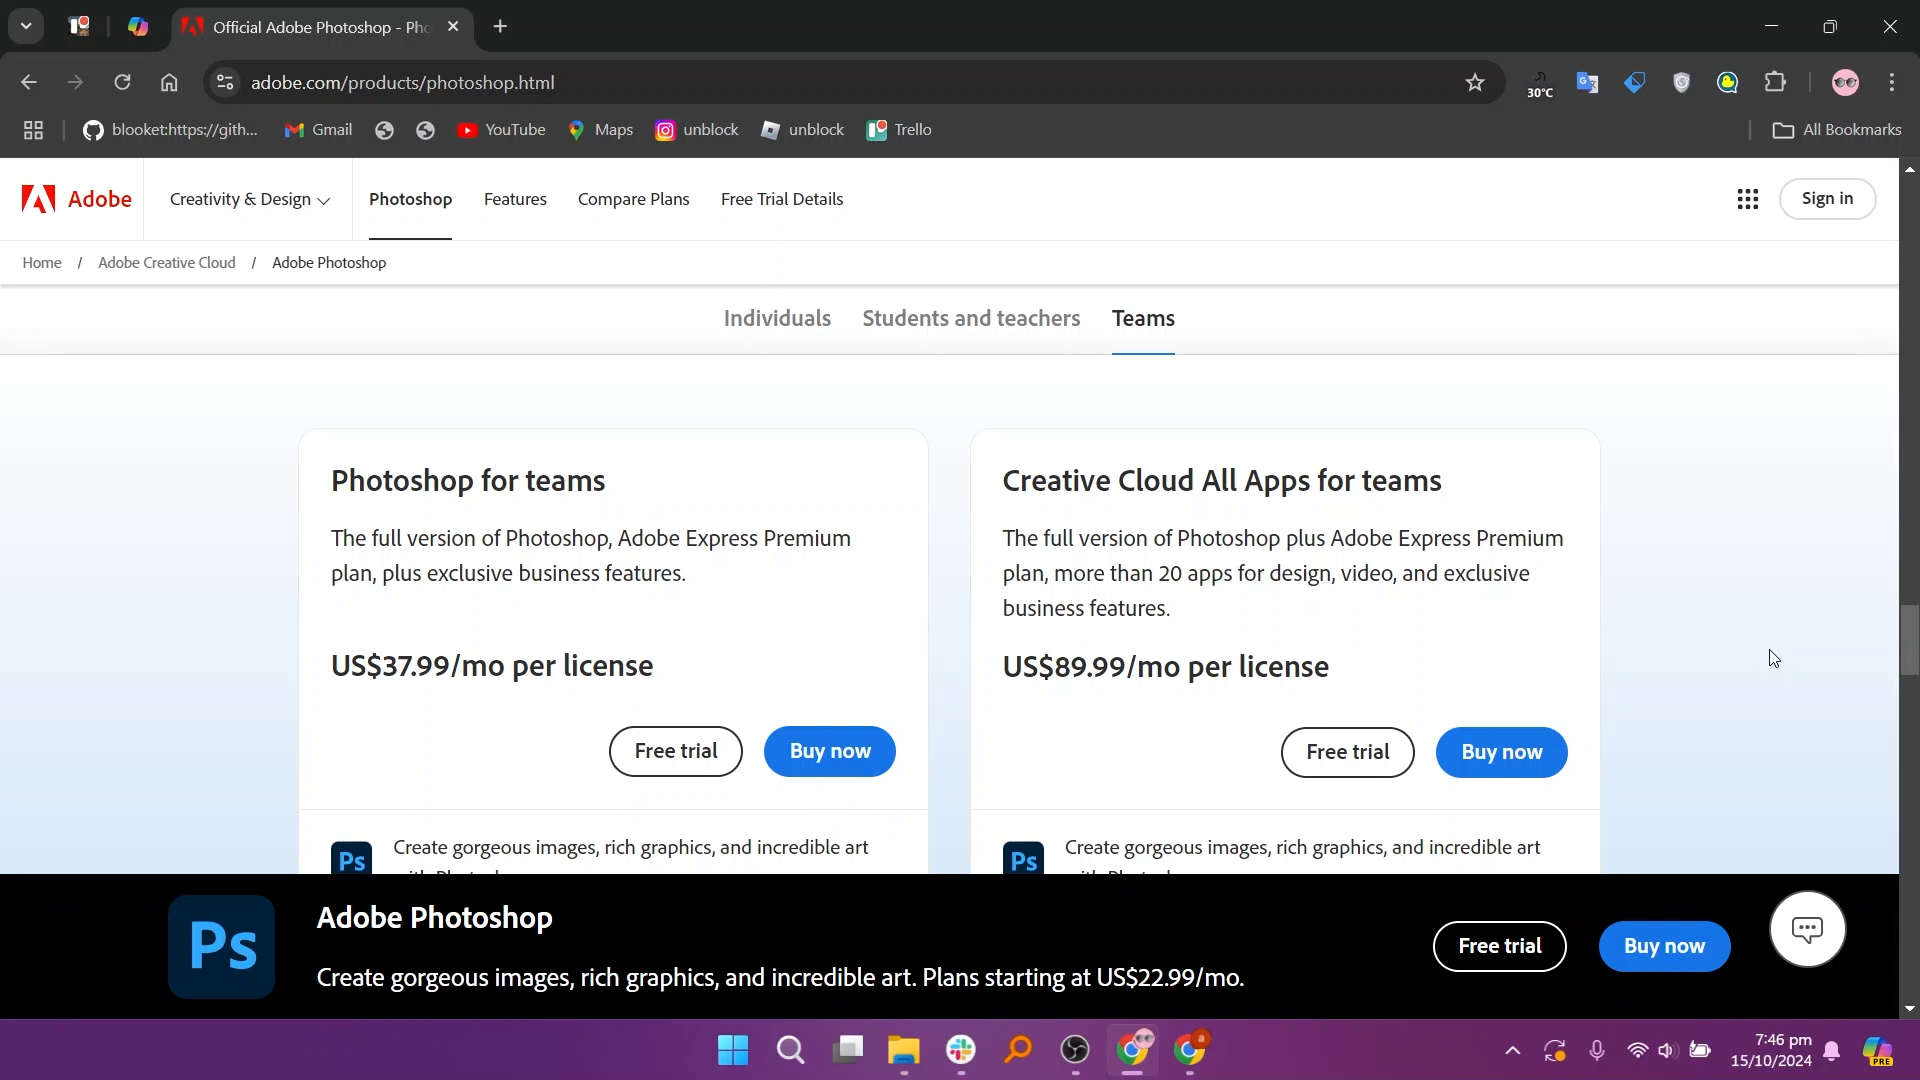 Official Adobe Photoshop - Pho
adobe.com/products/photoshop.html
30°C
blooket:https://gith...
Gmail
YouTube
Maps
unblock
unblock
Trello
All Bookmarks
Adobe
Creativity & Design
Photoshop
Features
Compare Plans
Free Trial Details
Sign in
Home / Adobe Creative Cloud / Adobe Photoshop
Individuals
Students and teachers
Teams
Photoshop for teams
The full version of Photoshop, Adobe Express Premium
plan, plus exclusive business features.
US$37.99/mo per license
Free trial
Buy now
Ps
Create gorgeous images, rich graphics, and incredible art
Creative Cloud All Apps for teams
The full version of Photoshop plus Adobe Express Premium
plan, more than 20 apps for design, video, and exclusive
business features.
US$89.99/mo per license
Free trial
Buy now
Ps
Create gorgeous images, rich graphics, and incredible art
Ps
Adobe Photoshop
Create gorgeous images, rich graphics, and incredible art. Plans starting at US$22.99/mo.
Free trial
Buy now
7:46 pm
15/10/2024
PRE